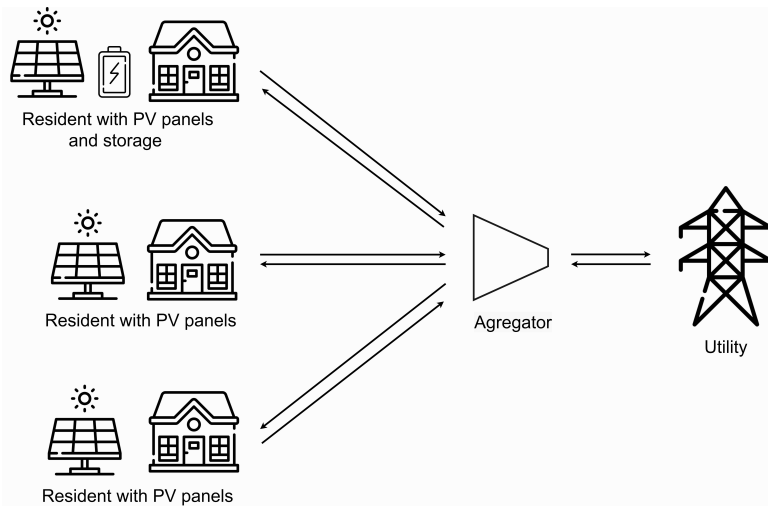 Resident with PV panels
and storage
Resident with PV panels
Agregator
Utility
Resident with PV panels